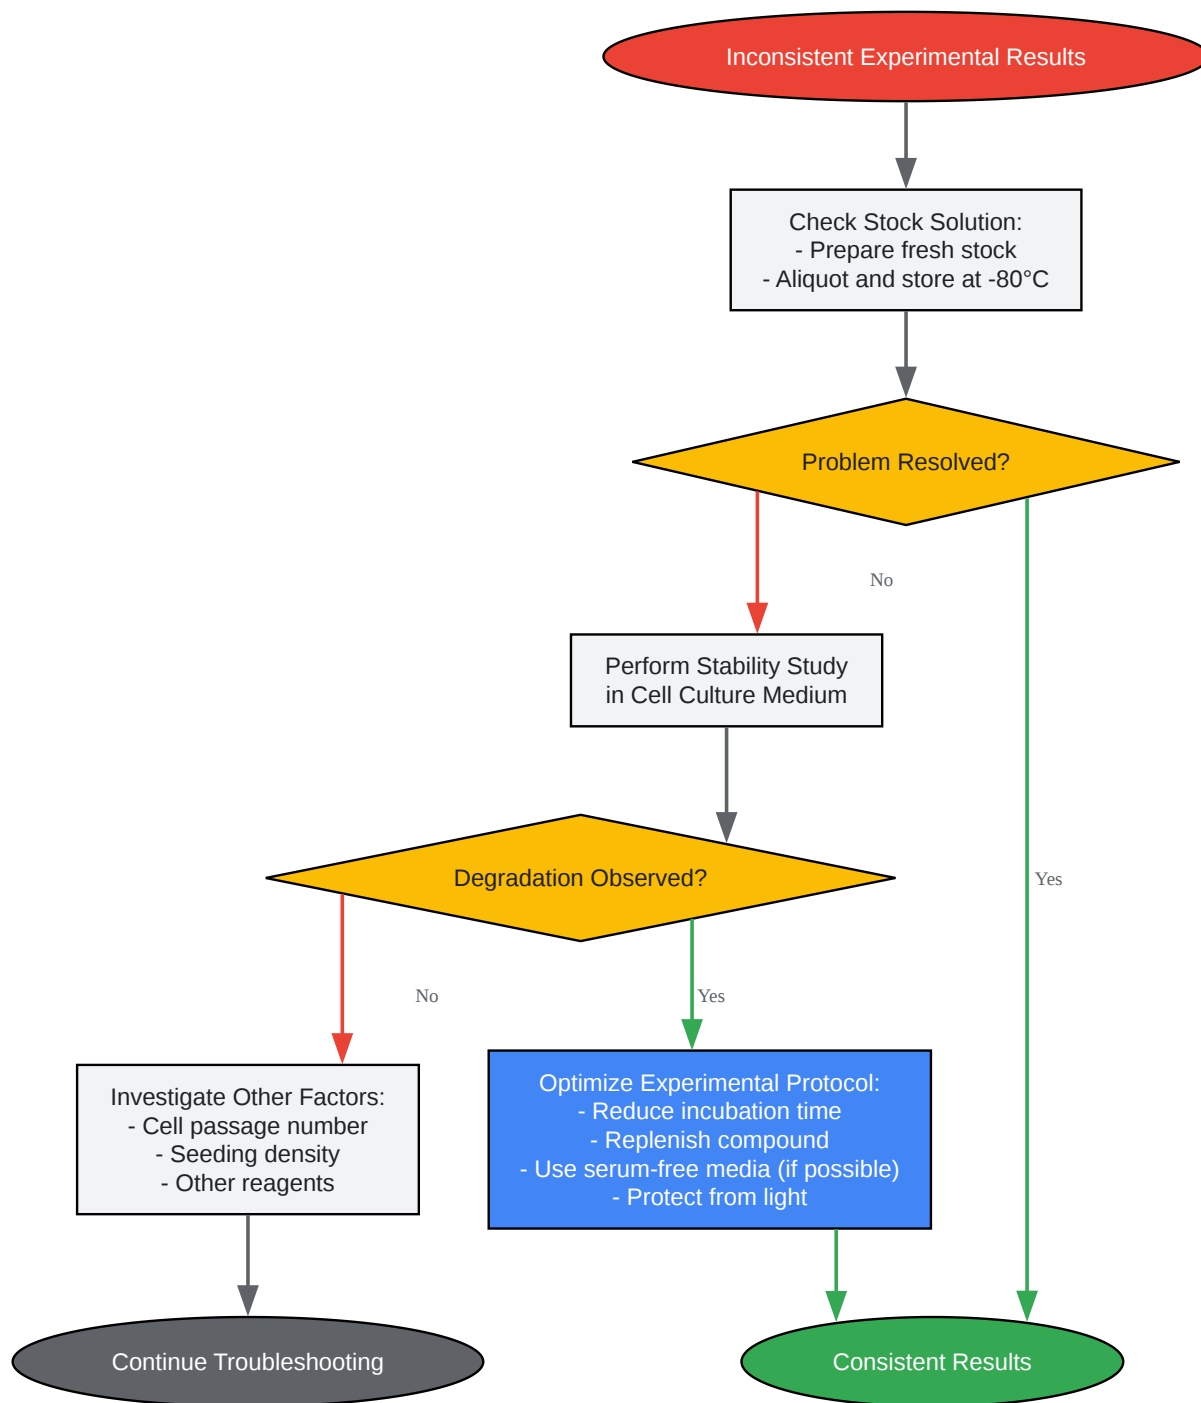 Inconsistent Experimental Results
Check Stock Solution:
- Prepare fresh stock
- Aliquot and store at -80°C
Problem Resolved?
No
Perform Stability Study
in Cell Culture Medium
Degradation Observed?
Yes
No
Yes
Investigate Other Factors:
- Cell passage number
- Seeding density
- Other reagents
Optimize Experimental Protocol:
- Reduce incubation time
- Replenish compound
- Use serum-free media (if possible)
- Protect from light
Continue Troubleshooting
Consistent Results